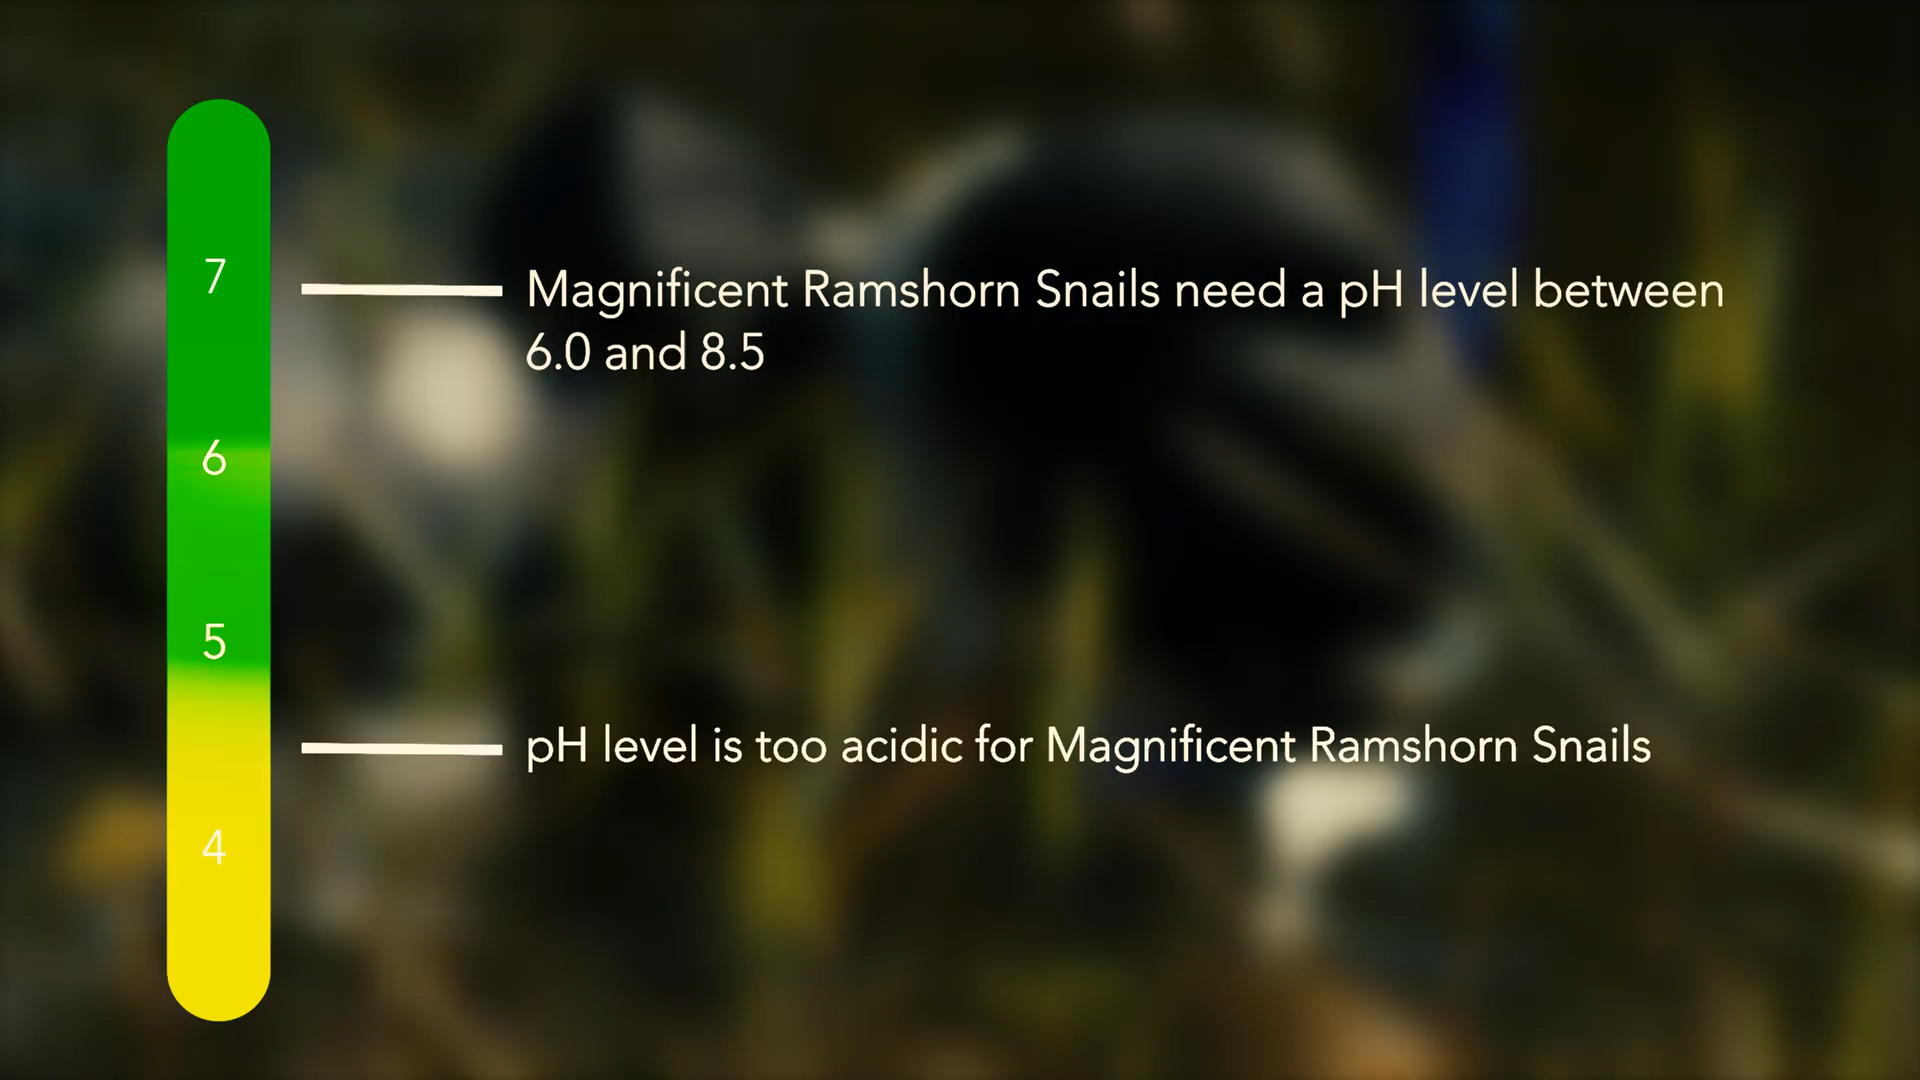 7
Magnificent Ramshorn Snails need a pH level between
6.0 and 8.5
6
5
pH level is too acidic for Magnificent Ramshorn Snails
4